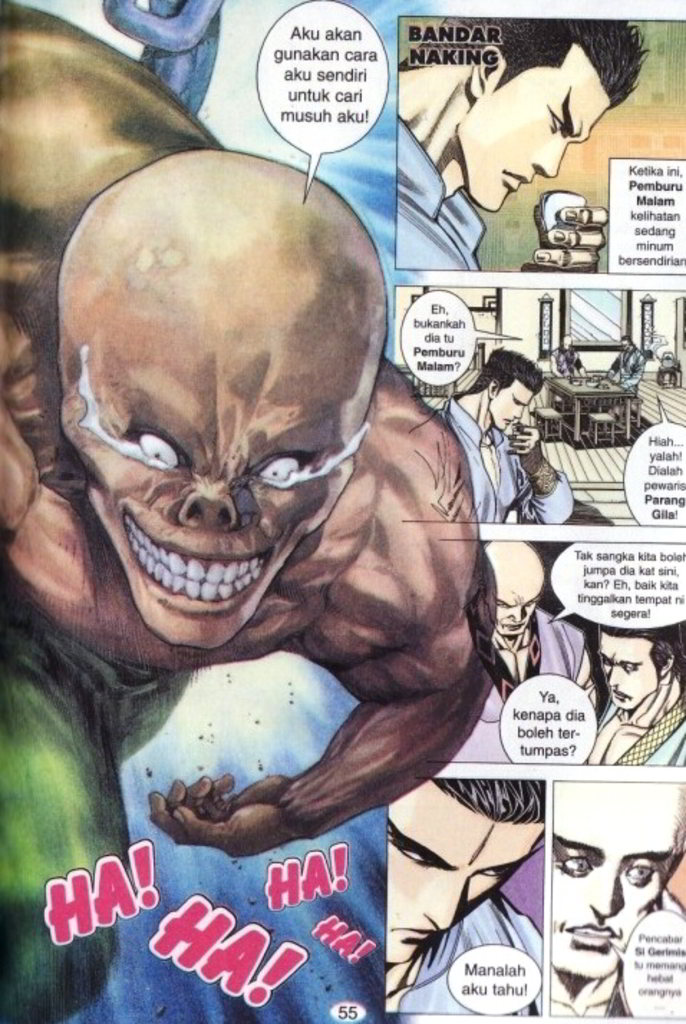 Aku akan
gunakan cara
aku sendiri
untuk cari
musuh aku!
BANDAR
NAKING
Ketika ini,
Pemburu
Malam
kelihatan
sedang
minum
bersendirian
Eh,
bukankah
dia tu
Pemburu
Malam?
Hiah...
yalah!
Dialah
pewaris
Parang
Gila!
Tak sangka kita boleh
jumpa dia kat sini,
kan? Eh, baik kita
tinggalkan tempat ni
segera!
Ya,
kenapa dia
boleh ter-
tumpas?
HA!
HA!
HA!
HA!
Manalah
aku tahu!
Pencabar
Si Gerimis
tu memang
hebat
orangnya
55